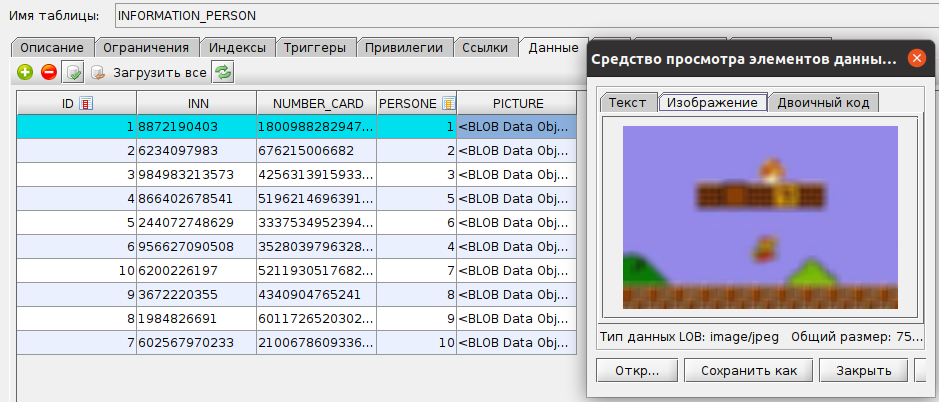 Имя таблицы: INFORMATION_PERSON
Описание Ограничения Индексы Триггеры Привилегии Ссылки Данные
Загрузить все
ID INN NUMBER_CARD PERSONE PICTURE
1 8872190403 1800988282947... 1 <BLOB Data Obj...
2 6234097983 676215006682 2 <BLOB Data Obj...
3 984983213573 4256313915933... 3 <BLOB Data Obj...
4 866402678541 5196214696391... 5 <BLOB Data Obj...
5 244072748629 3337534952394... 6 <BLOB Data Obj...
6 956627090508 3528039796328... 4 <BLOB Data Obj...
10 6200226197 5211930517682... 7 <BLOB Data Obj...
9 3672220355 4340904765241 8 <BLOB Data Obj...
8 1984826691 6011726520302... 9 <BLOB Data Obj...
7 602567970233 2100678609336... 10 <BLOB Data Obj...
Средство просмотра элементов данны...
Текст Изображение Двоичный код
Тип данных LOB: image/jpeg Общий размер: 75...
Откр... Сохранить как Закрыть